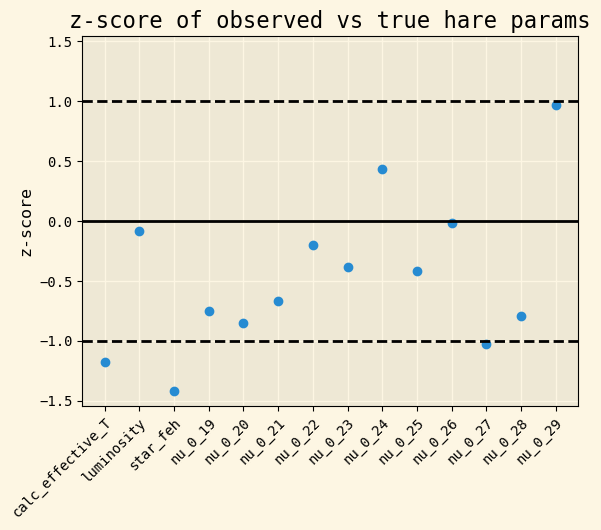 z-score of observed vs true hare params
z-score
1.5
1.0
0.5
0.0
−0.5
−1.0
−1.5
calc_effective_T
luminosity
star_feh
nu_0_19
nu_0_20
nu_0_21
nu_0_22
nu_0_23
nu_0_24
nu_0_25
nu_0_26
nu_0_27
nu_0_28
nu_0_29